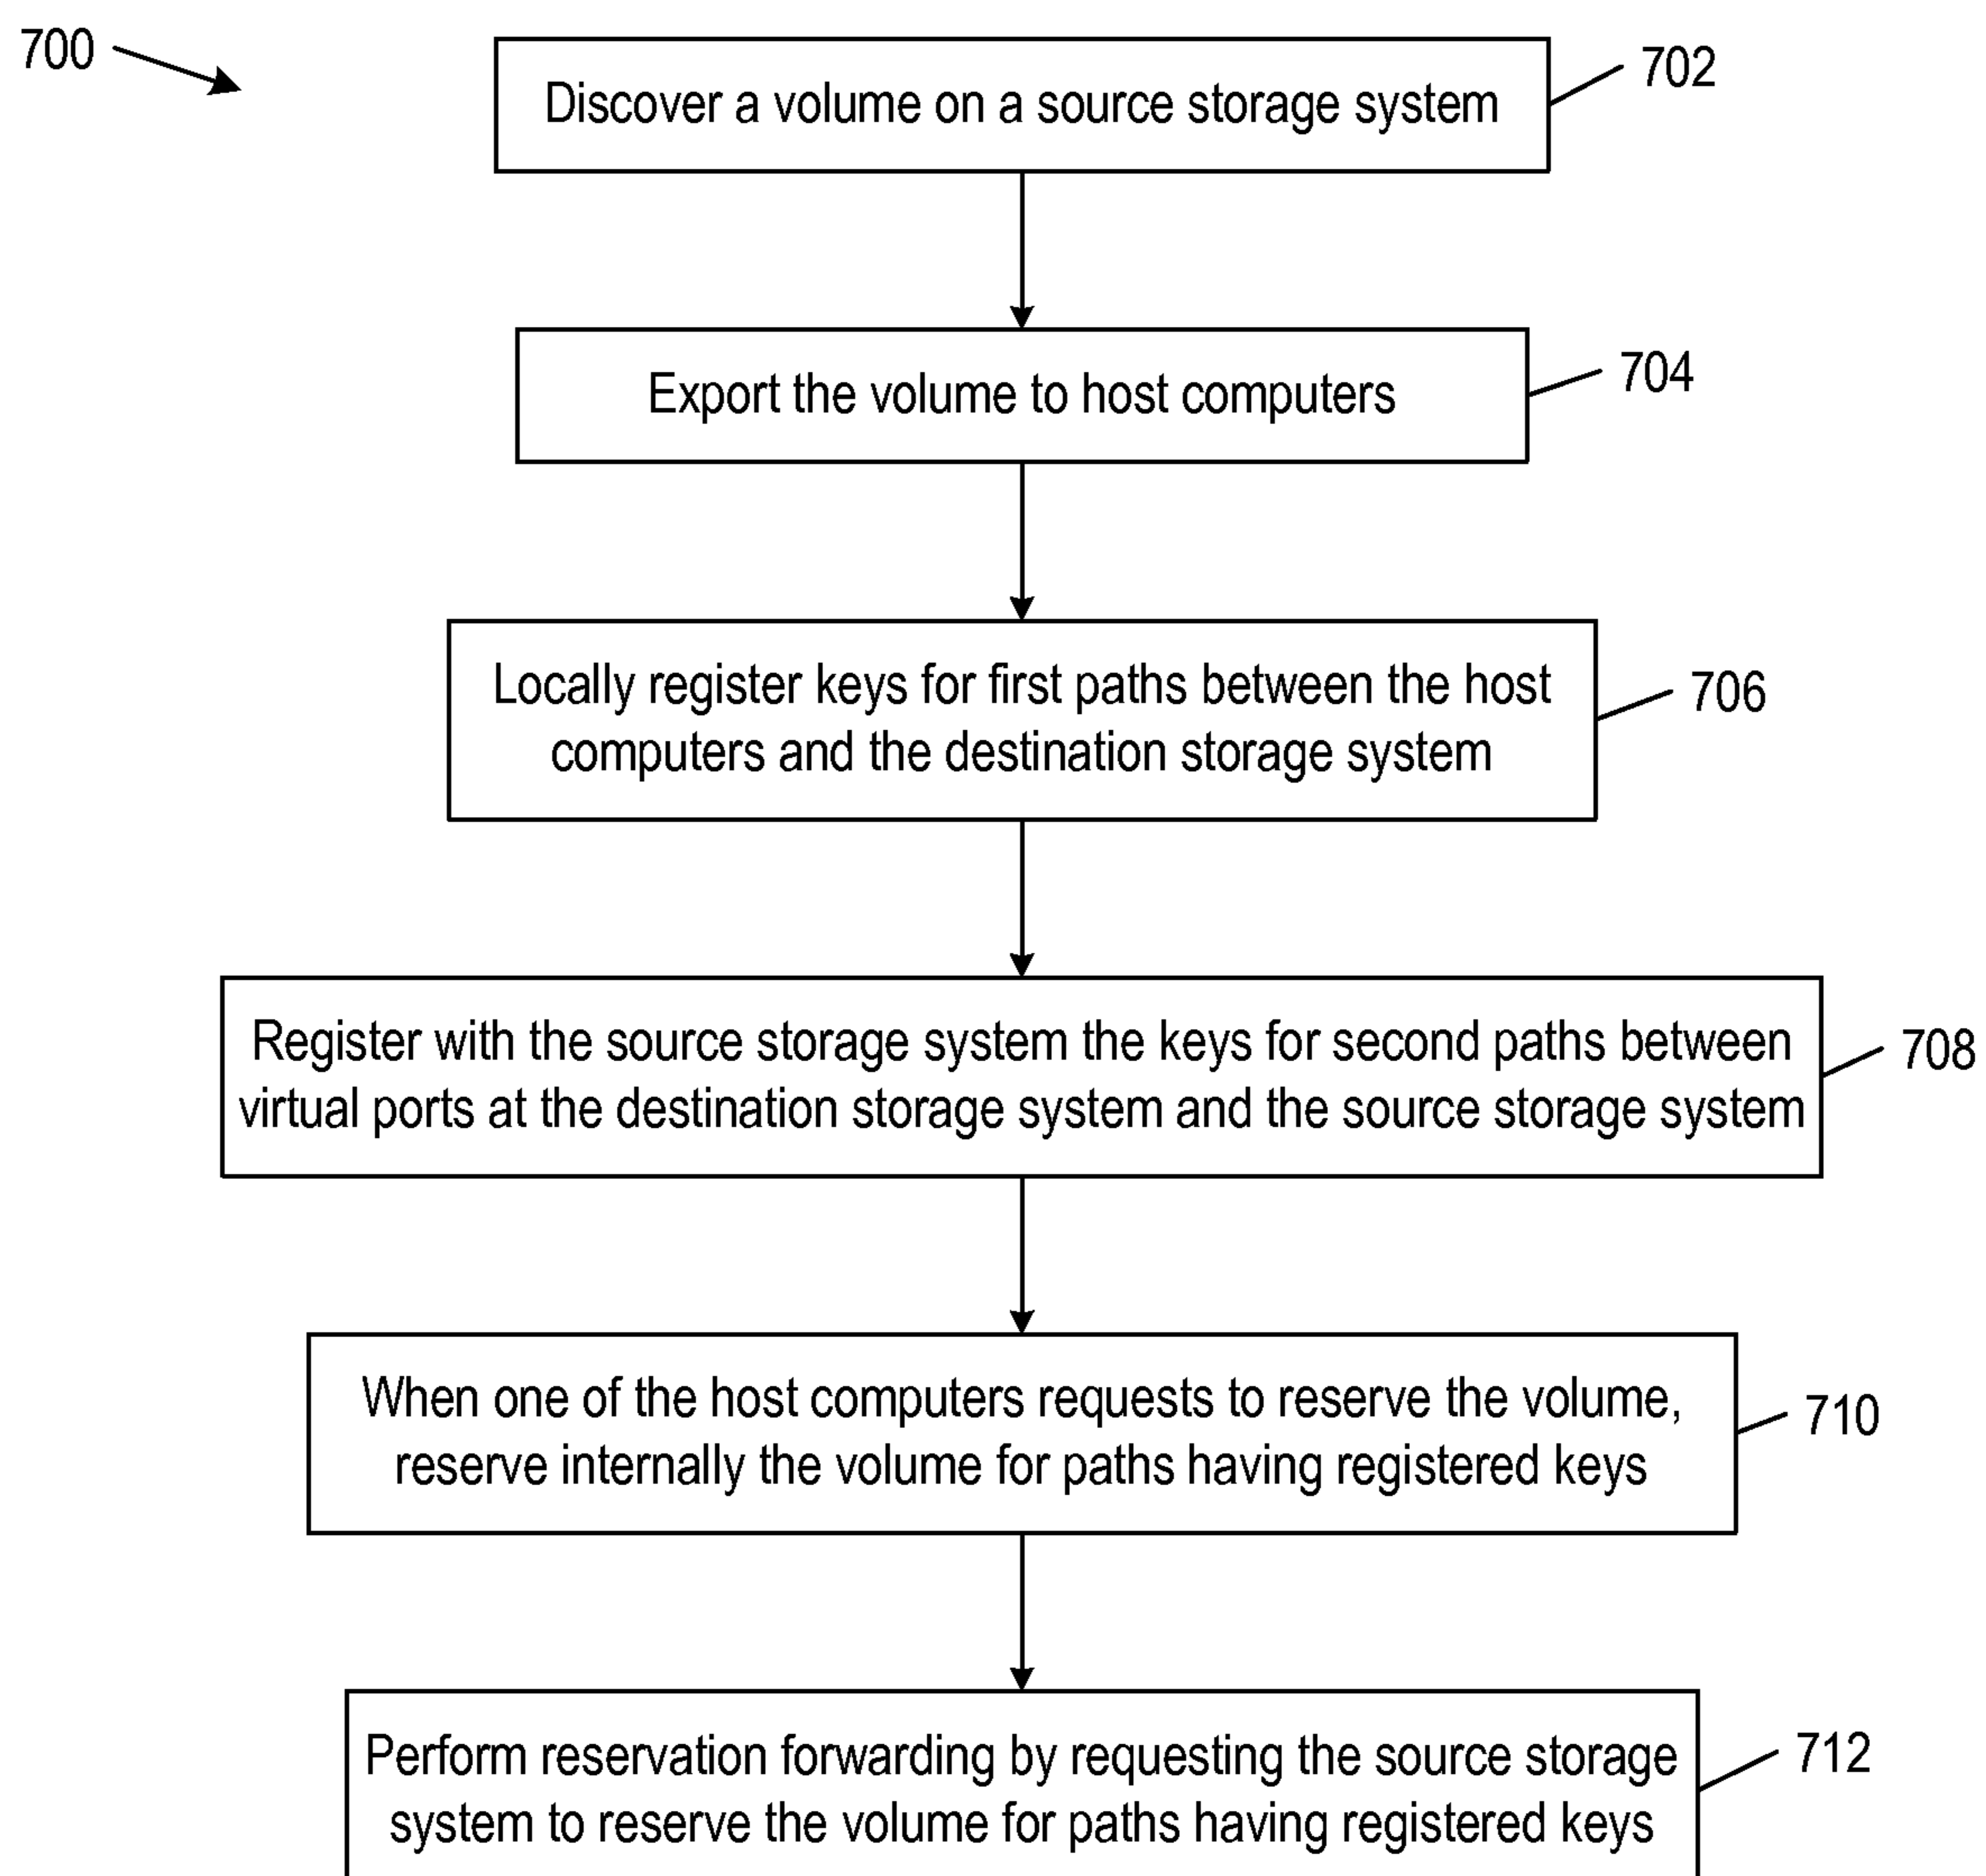 700
Discover a volume on a source storage system
702
Export the volume to host computers
704
Locally register keys for first paths between the host
computers and the destination storage system
706
Register with the source storage system the keys for second paths between
virtual ports at the destination storage system and the source storage system
708
When one of the host computers requests to reserve the volume,
reserve internally the volume for paths having registered keys
710
Perform reservation forwarding by requesting the source storage
system to reserve the volume for paths having registered keys
712